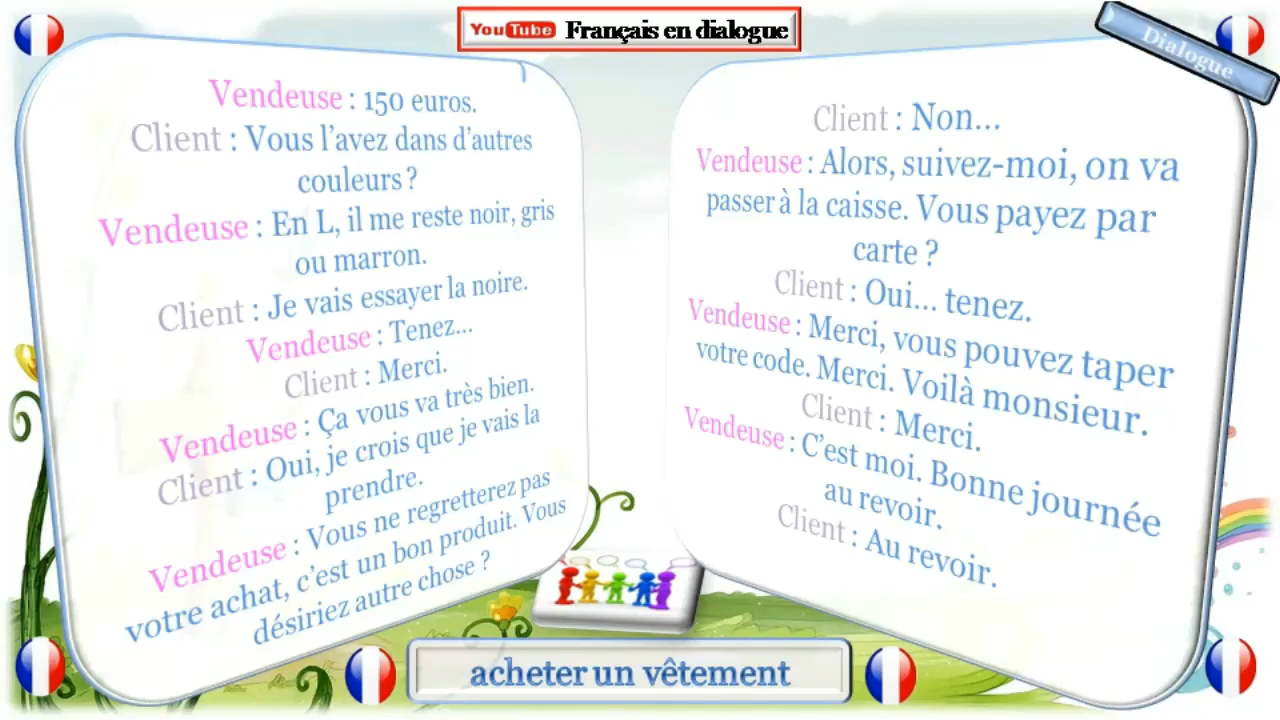 YouTube Français en dialogue
Dialogue
Vendeuse : 150 euros.
Client : Vous l’avez dans d’autres
couleurs ?
Vendeuse : En L, il me reste noir, gris
ou marron.
Client : Je vais essayer la noire.
Vendeuse : Tenez...
Client : Merci.
Vendeuse : Ça vous va très bien.
Client : Oui, je crois que je vais la
prendre.
Vendeuse : Vous ne regretterez pas
votre achat, c’est un bon produit. Vous
désiriez autre chose ?
Client : Non...
Vendeuse : Alors, suivez-moi, on va
passer à la caisse. Vous payez par
carte ?
Client : Oui... tenez.
Vendeuse : Merci, vous pouvez taper
votre code. Merci. Voilà monsieur.
Client : Merci.
Vendeuse : C’est moi. Bonne journée
au revoir.
Client : Au revoir.
acheter un vêtement